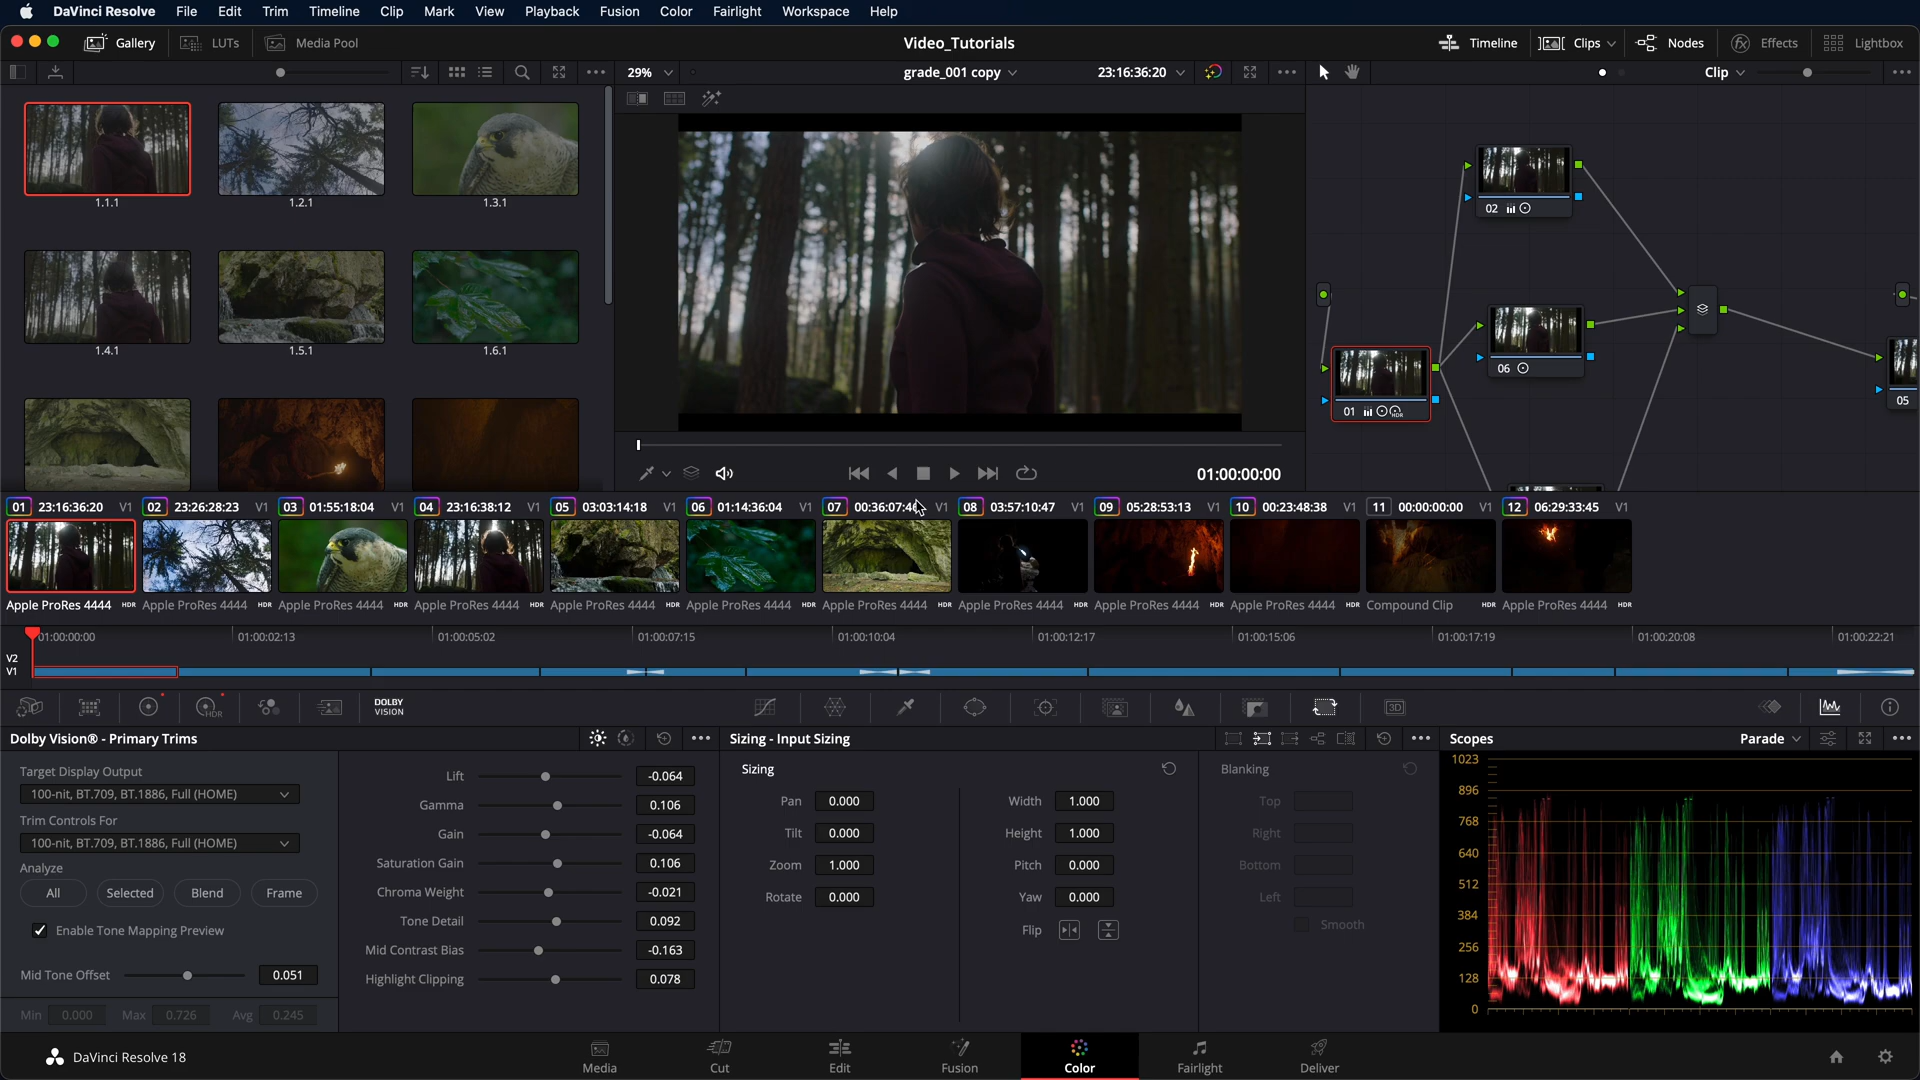 DaVinci Resolve File Edit Trim Timeline Clip Mark View Playback Fusion Color Fairlight Workspace Help
Gallery LUTs Media Pool Video_Tutorials Timeline Clips Nodes Effects Lightbox
29% grade_001 copy 23:16:36:20 Clip
1.1.1 1.2.1 1.3.1
1.4.1 1.5.1 1.6.1
02
06
01 HDR
05
01:00:00:00
01 23:16:36:20 V1 02 23:26:28:23 V1 03 01:55:18:04 V1 04 23:16:38:12 V1 05 03:03:14:18 V1 06 01:14:36:04 V1 07 00:36:07:4 V1 08 03:57:10:47 V1 09 05:28:53:13 V1 10 00:23:48:38 V1 11 00:00:00:00 V1 12 06:29:33:45 V1
Apple ProRes 4444 HDR Apple ProRes 4444 HDR Apple ProRes 4444 HDR Apple ProRes 4444 HDR Apple ProRes 4444 HDR Apple ProRes 4444 HDR Apple ProRes 4444 HDR Apple ProRes 4444 HDR Apple ProRes 4444 HDR Apple ProRes 4444 HDR Compound Clip HDR Apple ProRes 4444 HDR
01:00:00:00 01:00:02:13 01:00:05:02 01:00:07:15 01:00:10:04 01:00:12:17 01:00:15:06 01:00:17:19 01:00:20:08 01:00:22:21
V2
V1
HDR DOLBY VISION 3D
Dolby Vision® - Primary Trims Sizing - Input Sizing Scopes Parade
Target Display Output
100-nit, BT.709, BT.1886, Full (HOME)
Trim Controls For
100-nit, BT.709, BT.1886, Full (HOME)
Analyze
All Selected Blend Frame
Enable Tone Mapping Preview
Mid Tone Offset 0.051
Min 0.000 Max 0.726 Avg 0.245
Lift -0.064
Gamma 0.106
Gain -0.064
Saturation Gain 0.106
Chroma Weight -0.021
Tone Detail 0.092
Mid Contrast Bias -0.163
Highlight Clipping 0.078
Sizing
Pan 0.000 Width 1.000
Tilt 0.000 Height 1.000
Zoom 1.000 Pitch 0.000
Rotate 0.000 Yaw 0.000
Flip
Blanking
Top
Right
Bottom
Left
Smooth
1023
896
768
640
512
384
256
128
0
DaVinci Resolve 18 Media Cut Edit Fusion Color Fairlight Deliver